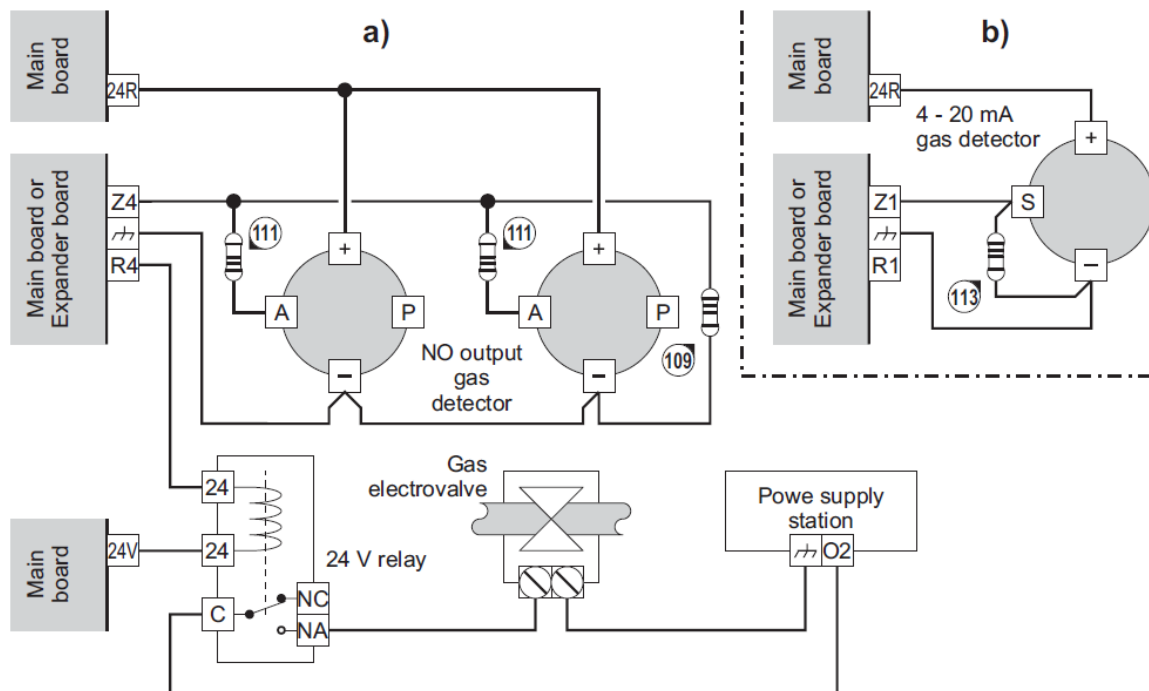 a)
Main
board
24R
Main board or
Expander board
Z4
R4
111
111
+
A
P
−
+
A
P
−
109
NO output
gas
detector
b)
Main
board
24R
4 - 20 mA
gas detector
+
Main board or
Expander board
Z1
R1
S
−
113
Main
board
24V
24
24
C
NC
NA
24 V relay
Gas
electrovalve
Powe supply
station
O2